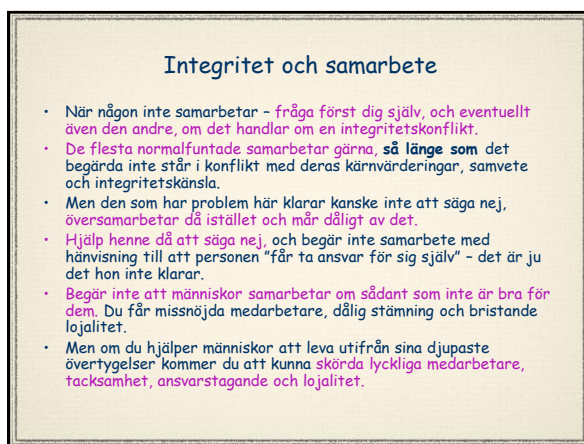 Integritet och samarbete
• När någon inte samarbetar – fråga först dig själv, och eventuellt
även den andre, om det handlar om en integritetskonflikt.
• De flesta normalfuntade samarbetar gärna, så länge som det
begärda inte står i konflikt med deras kärnvärderingar, samvete
och integritetskänsla.
• Men den som har problem här klarar kanske inte att säga nej,
översamarbetar då istället och mår dåligt av det.
• Hjälp henne då att säga nej, och begär inte samarbete med
hänvisning till att personen ”får ta ansvar för sig själv” – det är ju
det hon inte klarar.
• Begär inte att människor samarbetar om sådant som inte är bra för
dem. Du får missnöjda medarbetare, dålig stämning och bristande
lojalitet.
• Men om du hjälper människor att leva utifrån sina djupaste
övertygelser kommer du att kunna skörda lyckliga medarbetare,
tacksamhet, ansvarstagande och lojalitet.